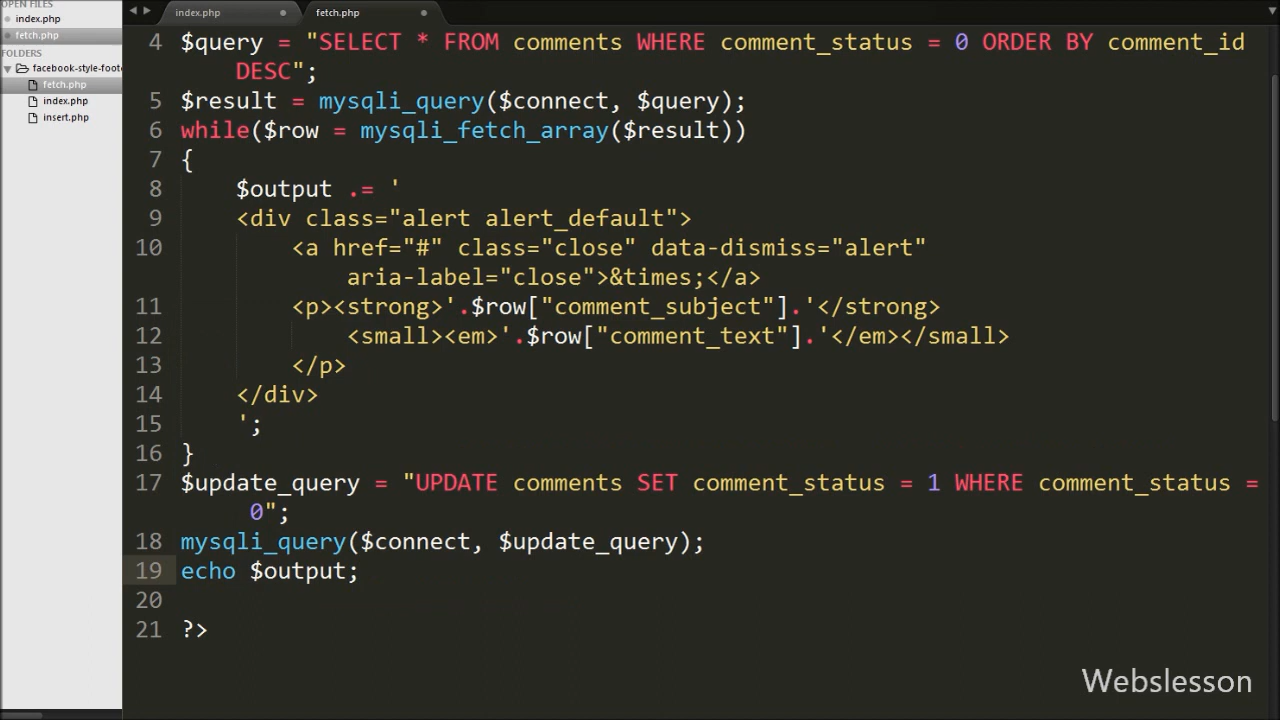 OPEN FILES
index.php
fetch.php
FOLDERS
facebook-style-foote
fetch.php
index.php
insert.php
index.php
fetch.php
4 $query = "SELECT * FROM comments WHERE comment_status = 0 ORDER BY comment_id
DESC";
5 $result = mysqli_query($connect, $query);
6 while($row = mysqli_fetch_array($result))
7 {
8 $output .= '
9 <div class="alert alert_default">
10 <a href="#" class="close" data-dismiss="alert"
aria-label="close">&times;</a>
11 <p><strong>'.$row["comment_subject"].'</strong>
12 <small><em>'.$row["comment_text"].'</em></small>
13 </p>
14 </div>
15 ';
16 }
17 $update_query = "UPDATE comments SET comment_status = 1 WHERE comment_status =
0";
18 mysqli_query($connect, $update_query);
19 echo $output;
20
21 ?>
Webslesson